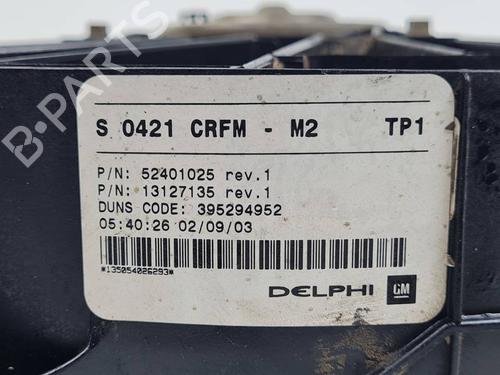 S 0421 CRFM - M2 TP1
P/N: 52401025 rev.1
P/N: 13127135 rev.1
DUNS CODE: 395294952
05:40:26 02/09/03
*135054026293*
DELPHI GM
B-PARTS